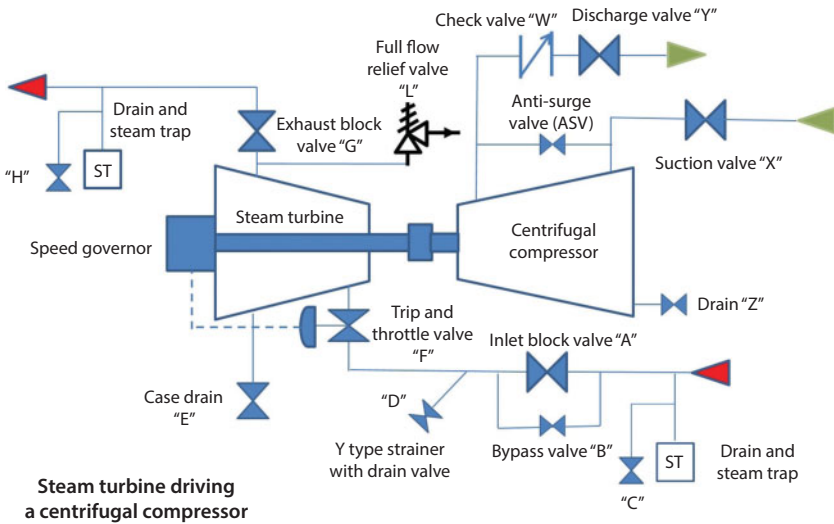 Check valve “W”
Discharge valve “Y”
Full flow
relief valve
“L”
Drain and
steam trap
Exhaust block
valve “G”
Anti-surge
valve (ASV)
Suction valve “X”
“H”
ST
Steam turbine
Centrifugal
compressor
Speed governor
Drain “Z”
Trip and
throttle valve
“F”
Inlet block valve “A”
Case drain
“E”
“D”
Y type strainer
with drain valve
Bypass valve “B”
ST
Drain and
steam trap
“C”
Steam turbine driving
a centrifugal compressor